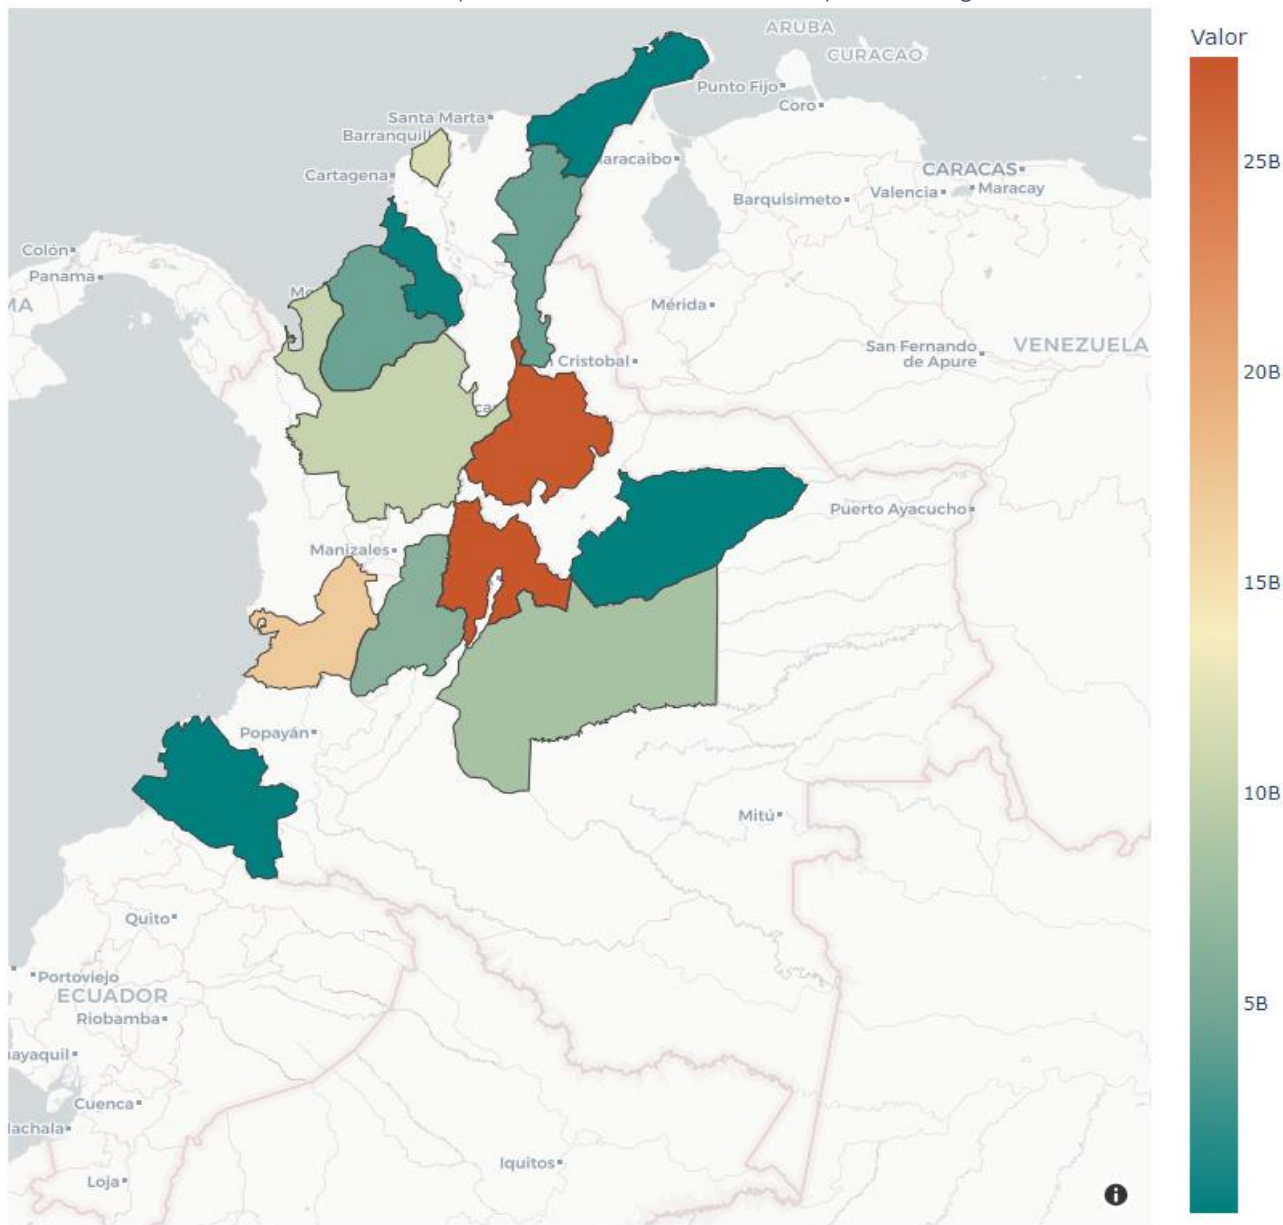 ARUBA
Valor
CURACAO
Punto Fijo
Coro
Santa Marta
Barranquil
25B
Cartagena
aracaibo
CARACAS
Barquisimeto
Valencia
Maracay
Colón
Panama
MA
Mérida
San Fernando
de Apure
VENEZUELA
n Cristobal
20B
Puerto Ayacucho
Manizales
15B
Popayán
10B
Mitú
Quito
Portoviejo
ECUADOR
5B
Riobamba
ayaquil
Cuenca
achala
Iquitos
Loja
i